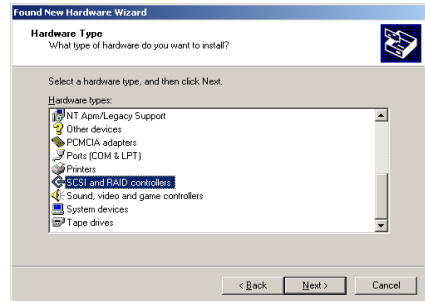 Found New Hardware Wizard
Hardware Type
What type of hardware do you want to install?
Select a hardware type, and then click Next.
Hardware types:
NT Apm/Legacy Support
Other devices
PCMCIA adapters
Ports (COM & LPT)
Printers
SCSI and RAID controllers
Sound, video and game controllers
System devices
Tape drives
< Back
Next >
Cancel